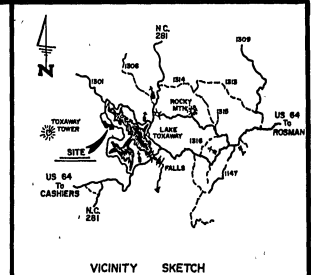 N.C.
281
1309
1306
1301
1314
1313
N
ROCKY
MTN.
TOXAWAY
TOWER
1315
US 64
To
ROSMAN
LAKE
TOXAWAY
SITE
1318
FALLS
US 64
To
CASHIERS
1147
N.C.
281
VICINITY SKETCH